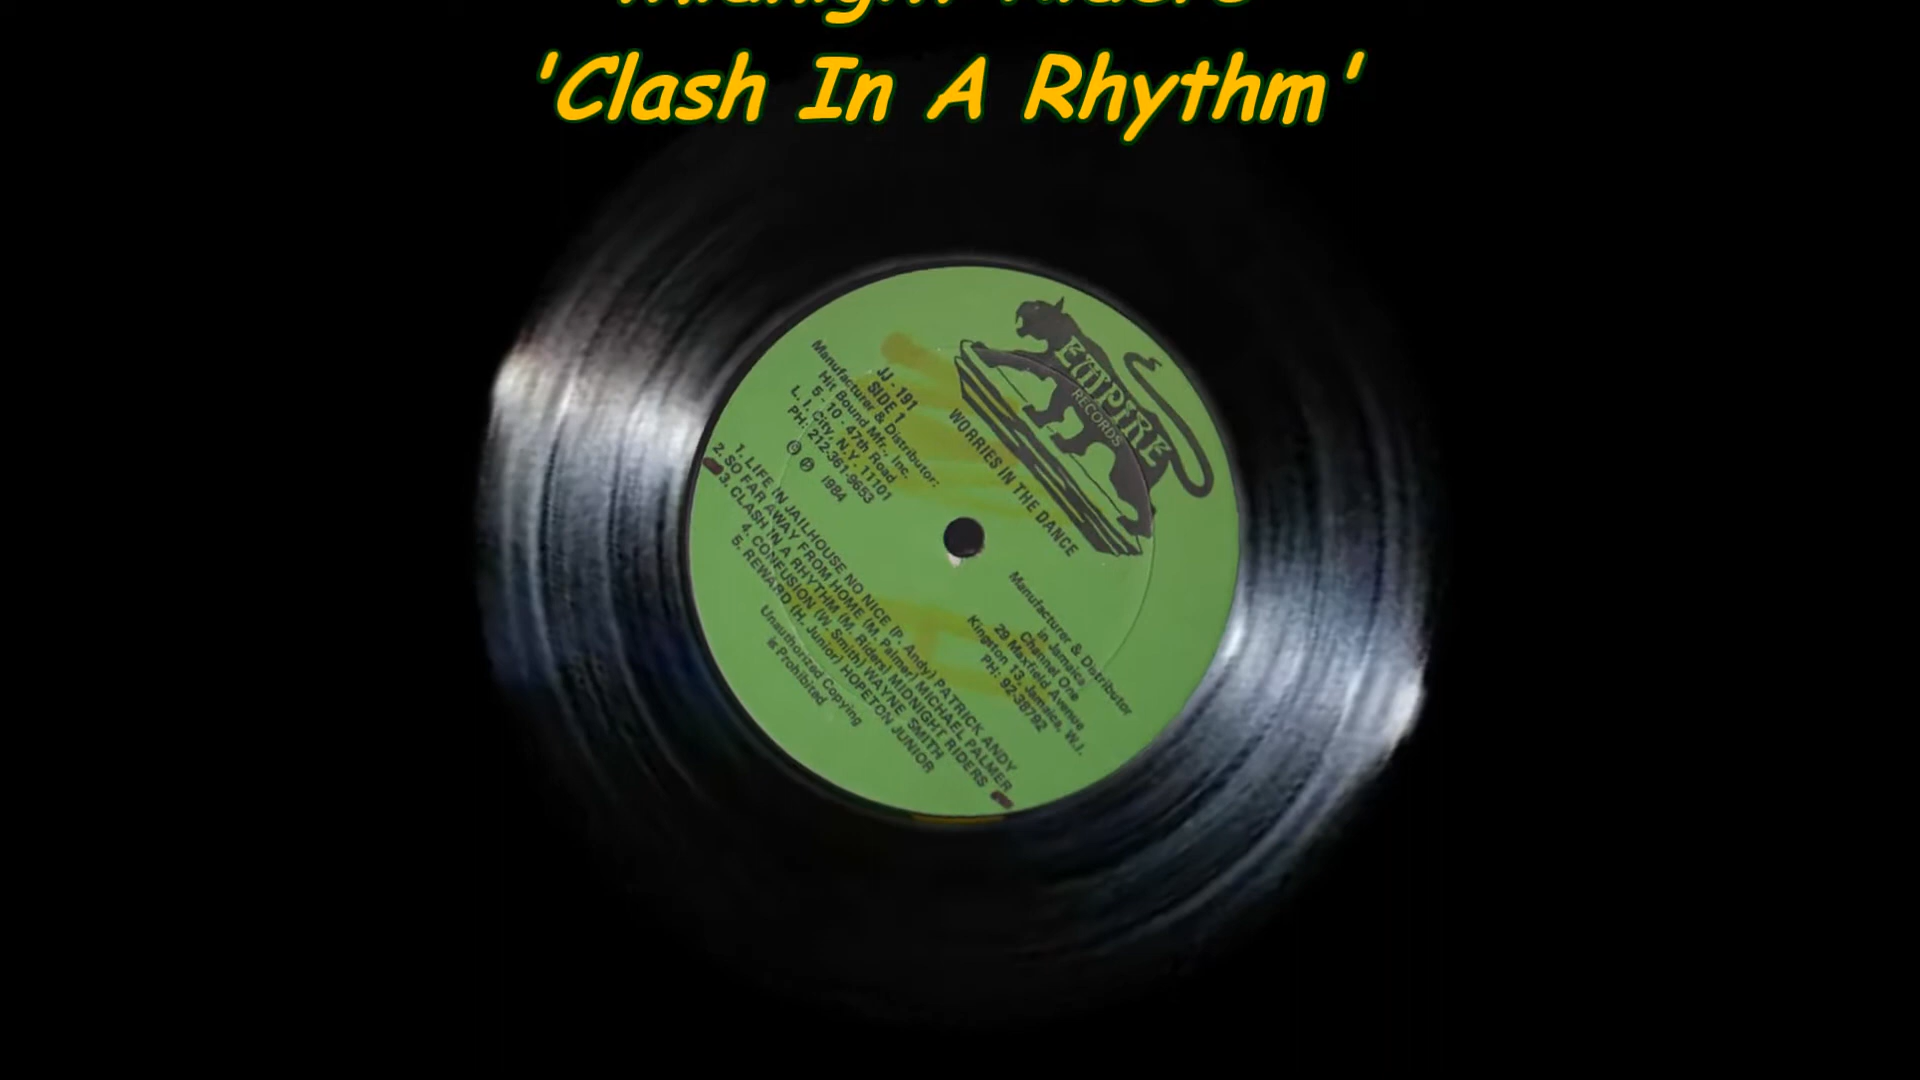 Midnight Riders
'Clash In A Rhythm'
EMPIRE
RECORDS
WORRIES IN THE DANCE
JJ - 191
SIDE 1
Manufacturer & Distributor:
Hit Bound Mfr., Inc.
5 - 10 - 47th Road
L. I. City, N.Y. 11101
PH: 212-361-9653
© ℗ 1984
Manufacturer & Distributor
in Jamaica
Channel One
29 Maxfield Avenue
Kingston 13, Jamaica, W.I.
PH: 92-38792
1. LIFE IN JAILHOUSE NO NICE (P. Andy) PATRICK ANDY
2. SO FAR AWAY FROM HOME (M. Palmer) MICHAEL PALMER
3. CLASH IN A RHYTHM (M. Riders) MIDNIGHT RIDERS
4. CONFUSION (W. Smith) WAYNE SMITH
5. REWARD (H. Junior) HOPETON JUNIOR
Unauthorized Copying
is Prohibited